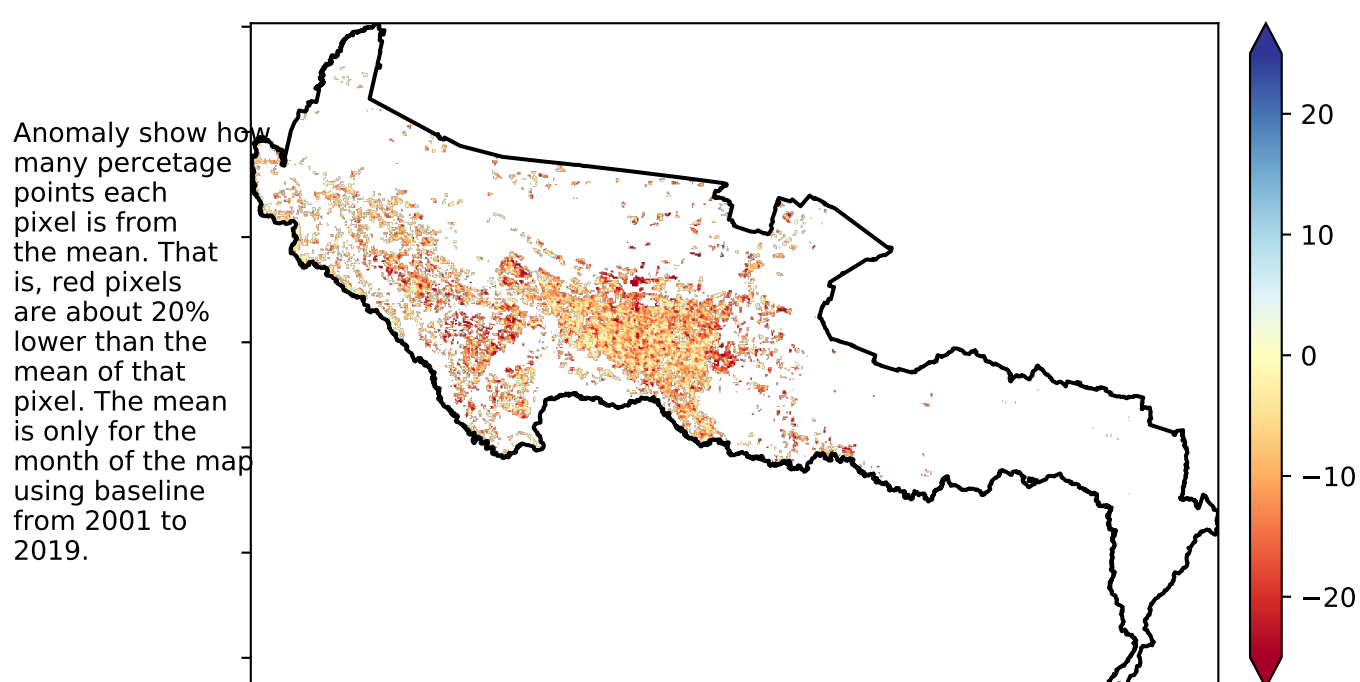 Anomaly show how
many percetage
points each
pixel is from
the mean. That
is, red pixels
are about 20%
lower than the
mean of that
pixel. The mean
is only for the
month of the map
using baseline
from 2001 to
2019.
20
10
0
−10
−20